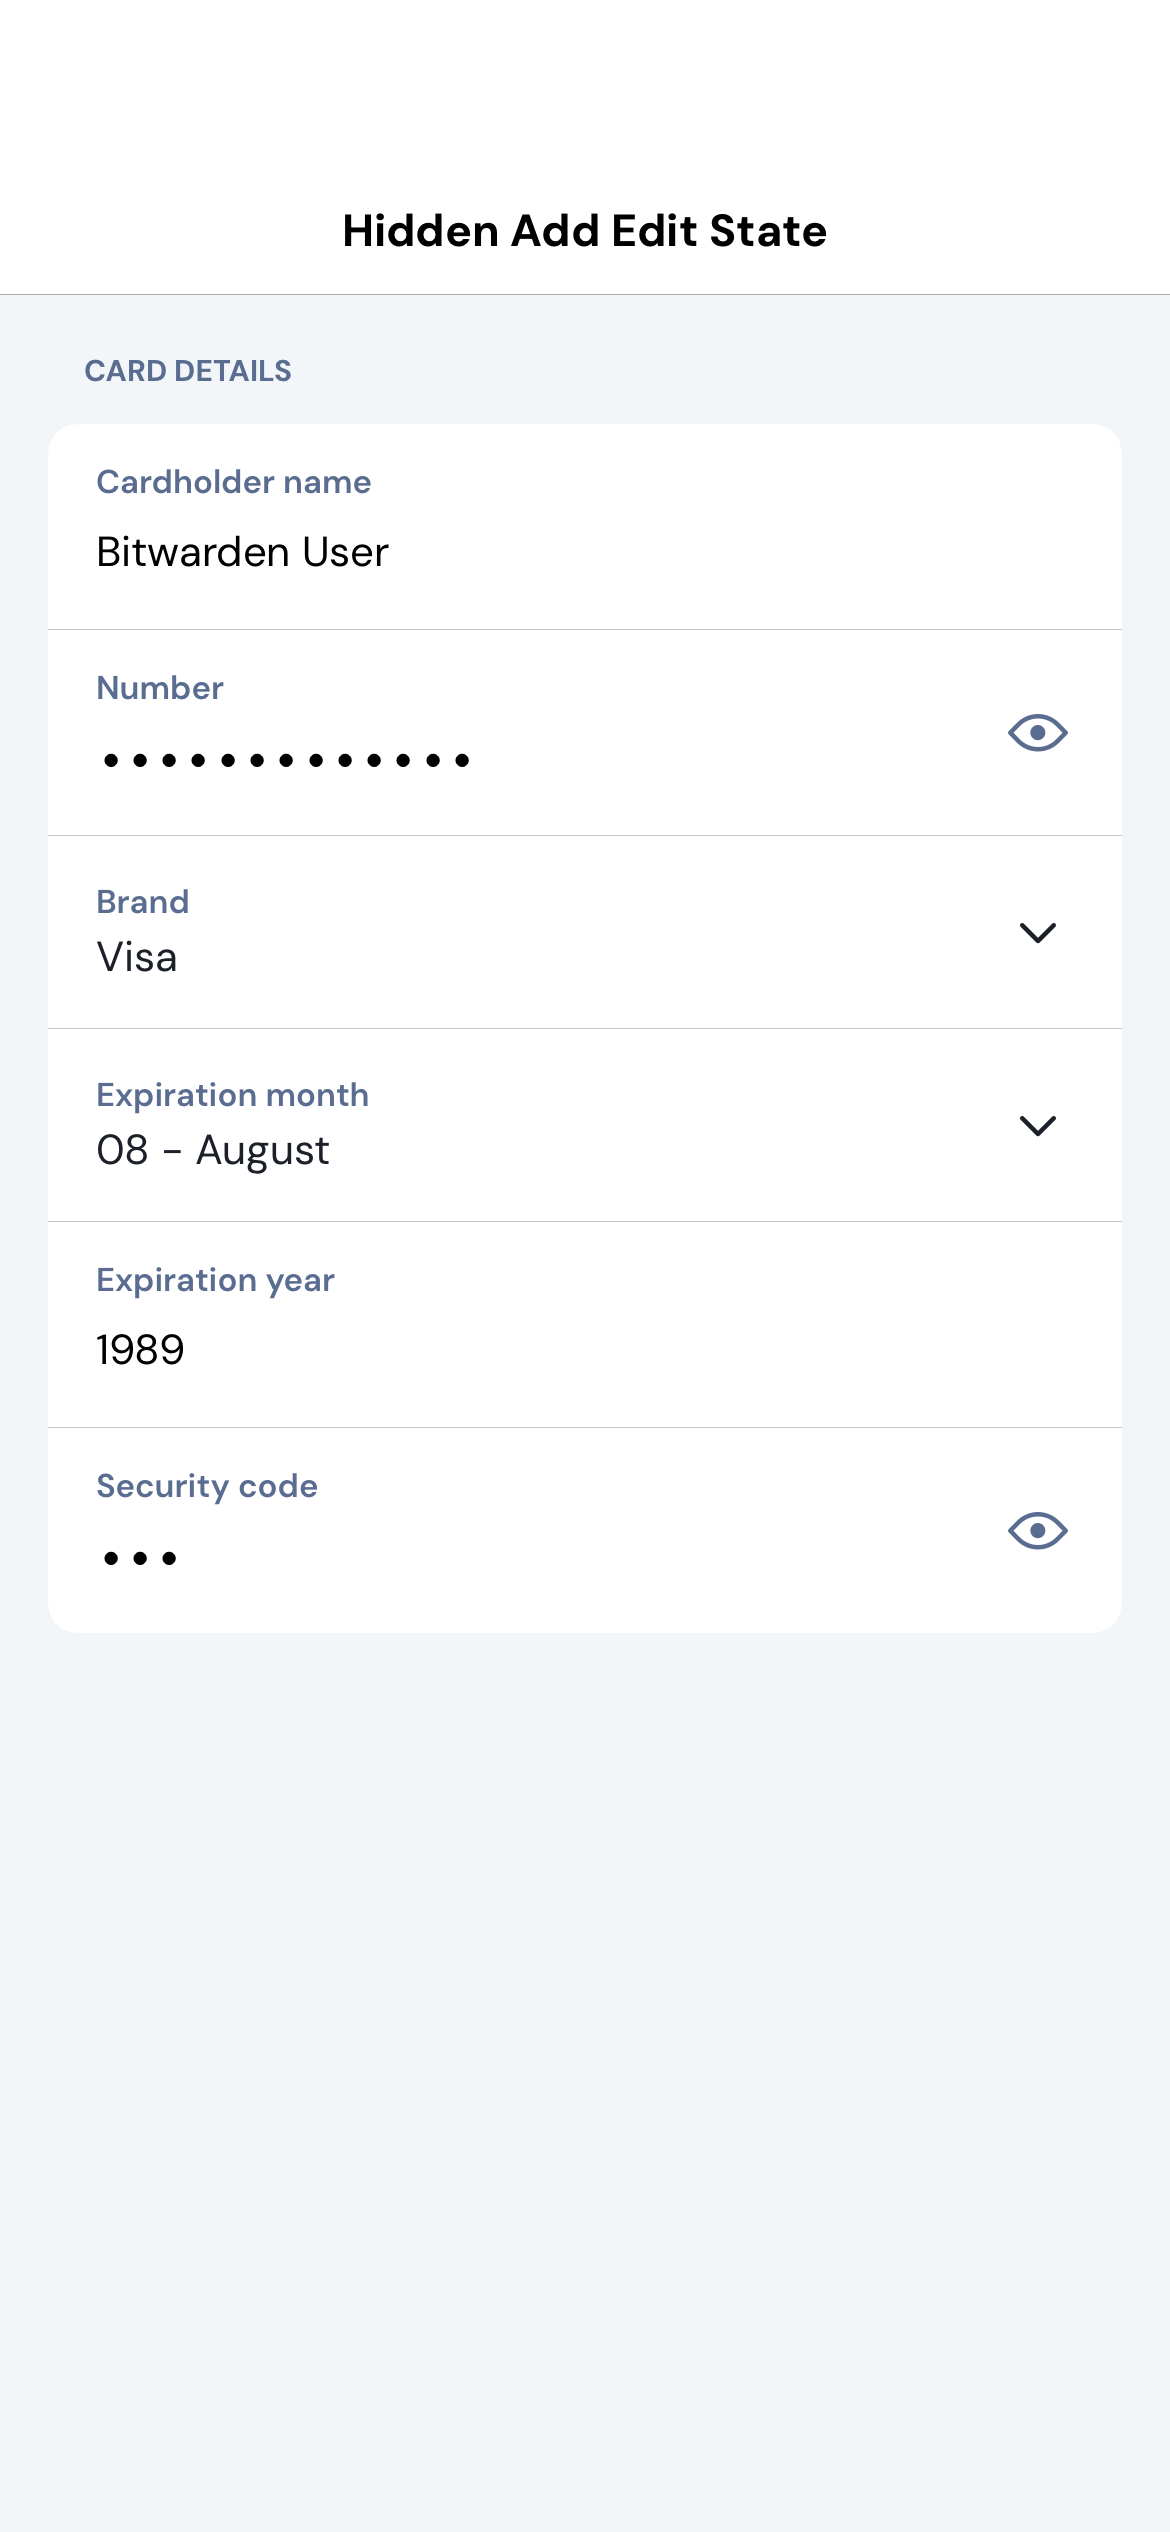 Hidden Add Edit State
CARD DETAILS
Cardholder name
Bitwarden User
Number
•••••••••••••
Brand
Visa
Expiration month
08 - August
Expiration year
1989
Security code
•••